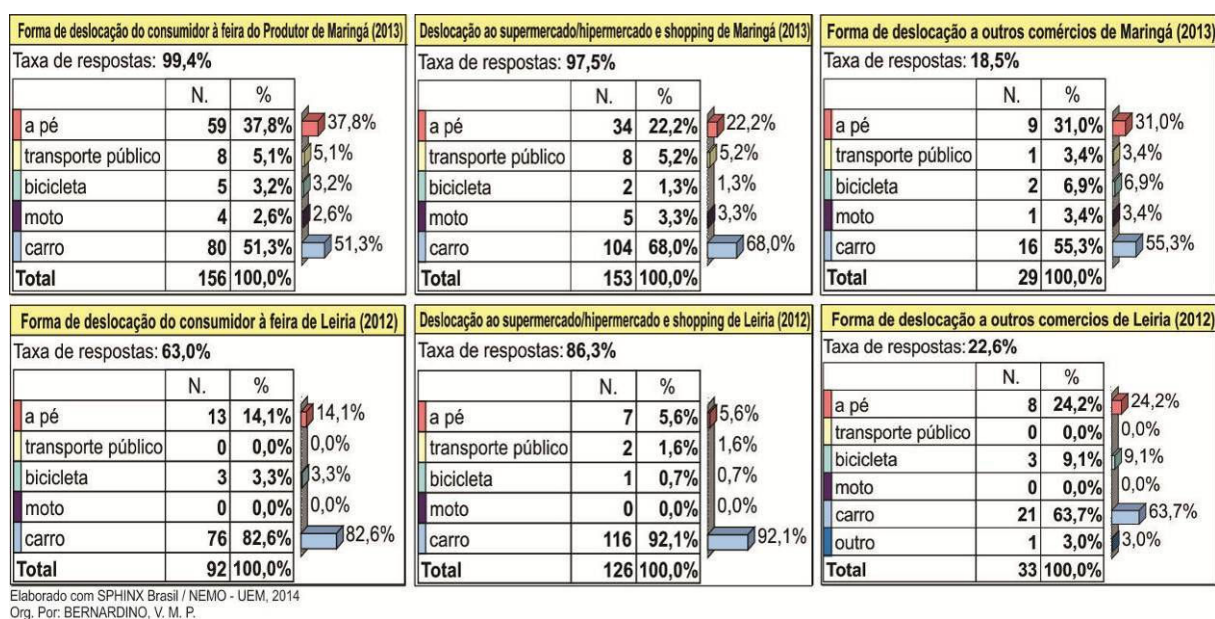 Forma de deslocação do consumidor à feira do Produtor de Maringá (2013)
Taxa de respostas: 99,4%
N. %
a pé 59 37,8% 37,8%
transporte público 8 5,1% 5,1%
bicicleta 5 3,2% 3,2%
moto 4 2,6% 2,6%
carro 80 51,3% 51,3%
Total 156 100,0%
Deslocação ao supermercado/hipermercado e shopping de Maringá (2013)
Taxa de respostas: 97,5%
N. %
a pé 34 22,2% 22,2%
transporte público 8 5,2% 5,2%
bicicleta 2 1,3% 1,3%
moto 5 3,3% 3,3%
carro 104 68,0% 68,0%
Total 153 100,0%
Forma de deslocação a outros comércios de Maringá (2013)
Taxa de respostas: 18,5%
N. %
a pé 9 31,0% 31,0%
transporte público 1 3,4% 3,4%
bicicleta 2 6,9% 6,9%
moto 1 3,4% 3,4%
carro 16 55,3% 55,3%
Total 29 100,0%
Forma de deslocação do consumidor à feira de Leiria (2012)
Taxa de respostas: 63,0%
N. %
a pé 13 14,1% 14,1%
transporte público 0 0,0% 0,0%
bicicleta 3 3,3% 3,3%
moto 0 0,0% 0,0%
carro 76 82,6% 82,6%
Total 92 100,0%
Deslocação ao supermercado/hipermercado e shopping de Leiria (2012)
Taxa de respostas: 86,3%
N. %
a pé 7 5,6% 5,6%
transporte público 2 1,6% 1,6%
bicicleta 1 0,7% 0,7%
moto 0 0,0% 0,0%
carro 116 92,1% 92,1%
Total 126 100,0%
Forma de deslocação a outros comercios de Leiria (2012)
Taxa de respostas: 22,6%
N. %
a pé 8 24,2% 24,2%
transporte público 0 0,0% 0,0%
bicicleta 3 9,1% 9,1%
moto 0 0,0% 0,0%
carro 21 63,7% 63,7%
outro 1 3,0% 3,0%
Total 33 100,0%
Elaborado com SPHINX Brasil / NEMO - UEM, 2014
Org. Por: BERNARDINO, V. M. P.